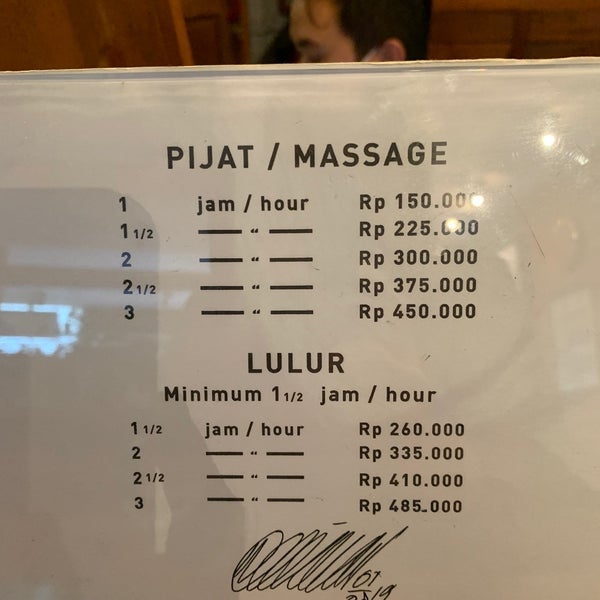 PIJAT / MASSAGE
1 jam / hour Rp 150.000
1 1/2 — “ — Rp 225.000
2 — “ — Rp 300.000
2 1/2 — “ — Rp 375.000
3 — “ — Rp 450.000
LULUR
Minimum 1 1/2 jam / hour
1 1/2 jam / hour Rp 260.000
2 — “ — Rp 335.000
2 1/2 — “ — Rp 410.000
3 — “ — Rp 485.000